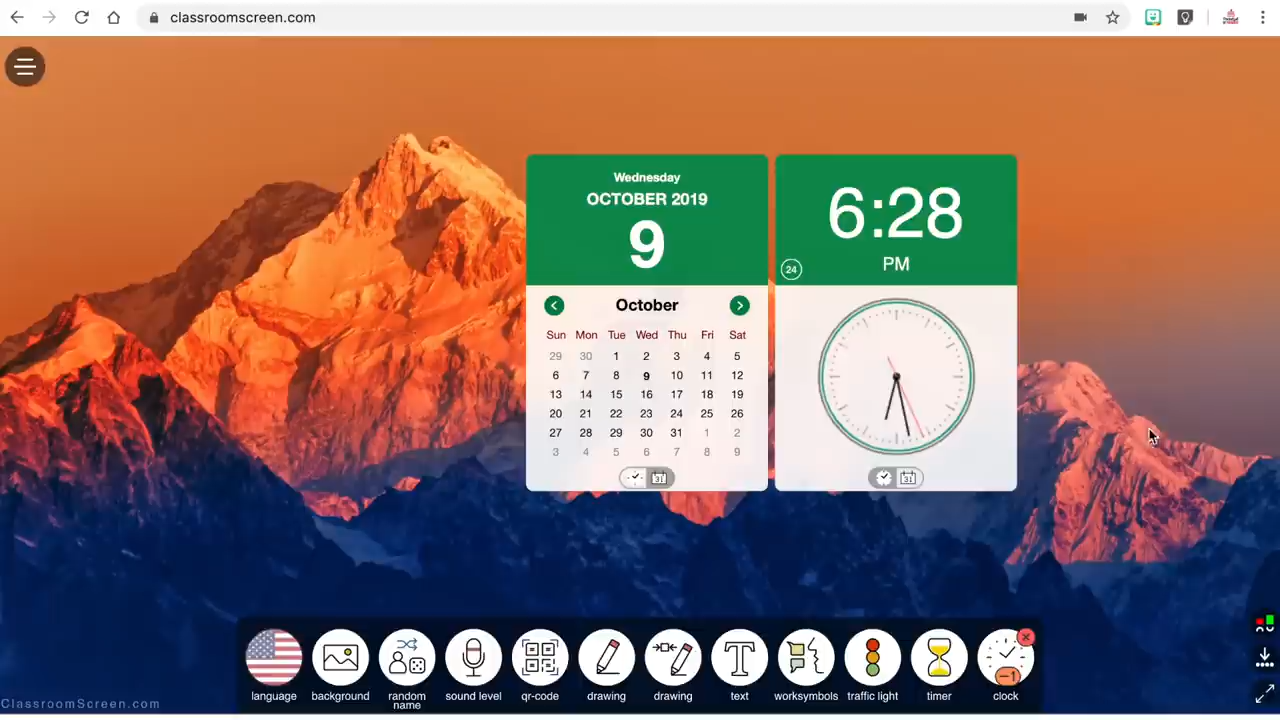 classroomscreen.com
Wednesday
OCTOBER 2019
9
October
Sun Mon Tue Wed Thu Fri Sat
29 30 1 2 3 4 5
6 7 8 9 10 11 12
13 14 15 16 17 18 19
20 21 22 23 24 25 26
27 28 29 30 31 1 2
3 4 5 6 7 8 9
31
6:28
PM
24
31
-1
language background random name sound level qr-code drawing drawing text worksymbols traffic light timer clock
ClassroomScreen.com